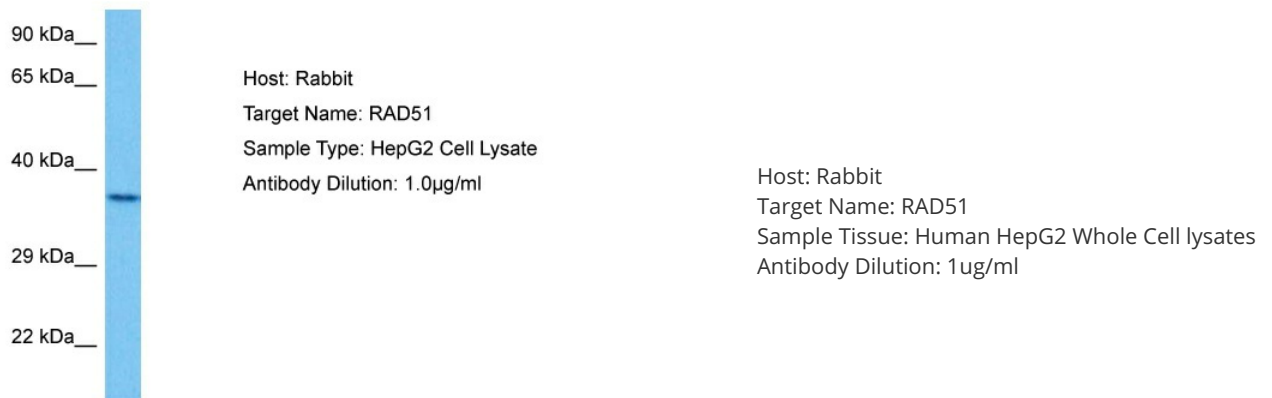 90 kDa__
65 kDa__
40 kDa__
29 kDa__
22 kDa__
Host: Rabbit
Target Name: RAD51
Sample Type: HepG2 Cell Lysate
Antibody Dilution: 1.0µg/ml
Host: Rabbit
Target Name: RAD51
Sample Tissue: Human HepG2 Whole Cell lysates
Antibody Dilution: 1ug/ml